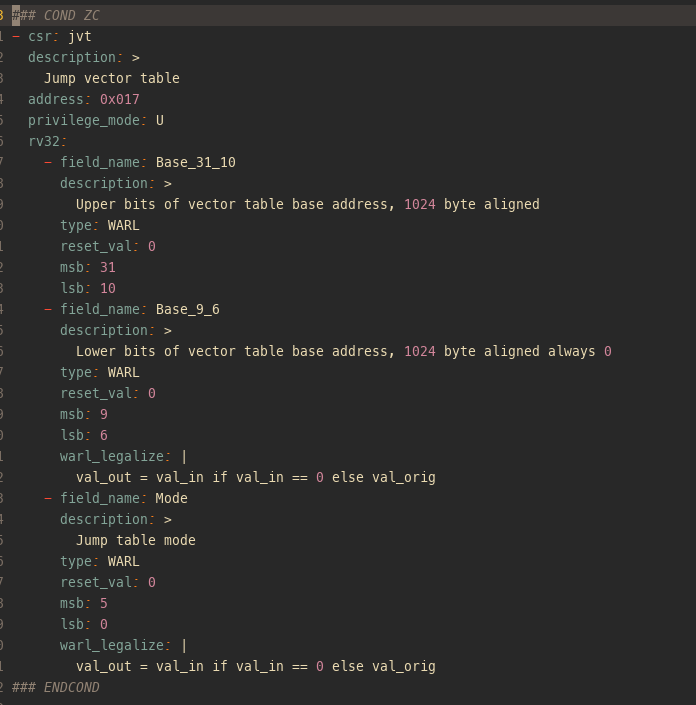 ### COND ZC
- csr: jvt
  description: >
    Jump vector table
  address: 0x017
  privilege_mode: U
  rv32:
    - field_name: Base_31_10
      description: >
        Upper bits of vector table base address, 1024 byte aligned
      type: WARL
      reset_val: 0
      msb: 31
      lsb: 10
    - field_name: Base_9_6
      description: >
        Lower bits of vector table base address, 1024 byte aligned always 0
      type: WARL
      reset_val: 0
      msb: 9
      lsb: 6
      warl_legalize: |
        val_out = val_in if val_in == 0 else val_orig
    - field_name: Mode
      description: >
        Jump table mode
      type: WARL
      reset_val: 0
      msb: 5
      lsb: 0
      warl_legalize: |
        val_out = val_in if val_in == 0 else val_orig
### ENDCOND